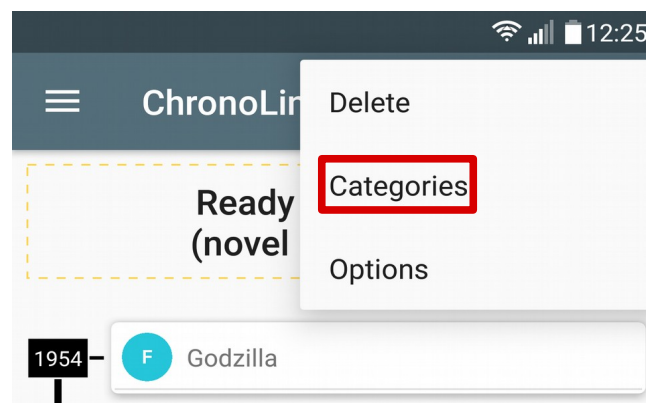 12:25
ChronoLin
Delete
Categories
Options
Ready
(novel
1954
F
Godzilla